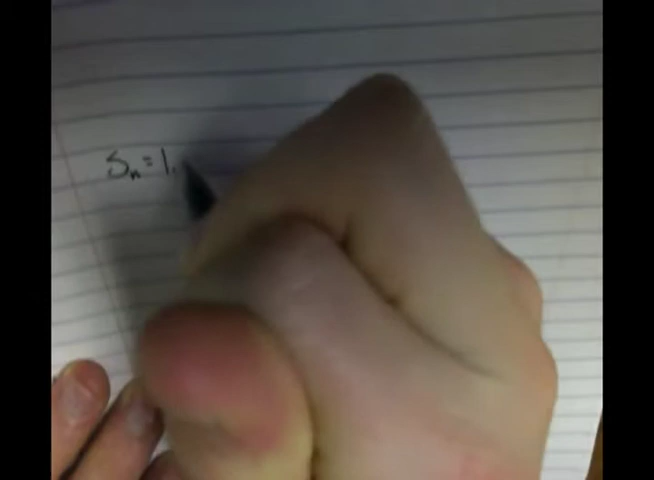 Sn = 1,